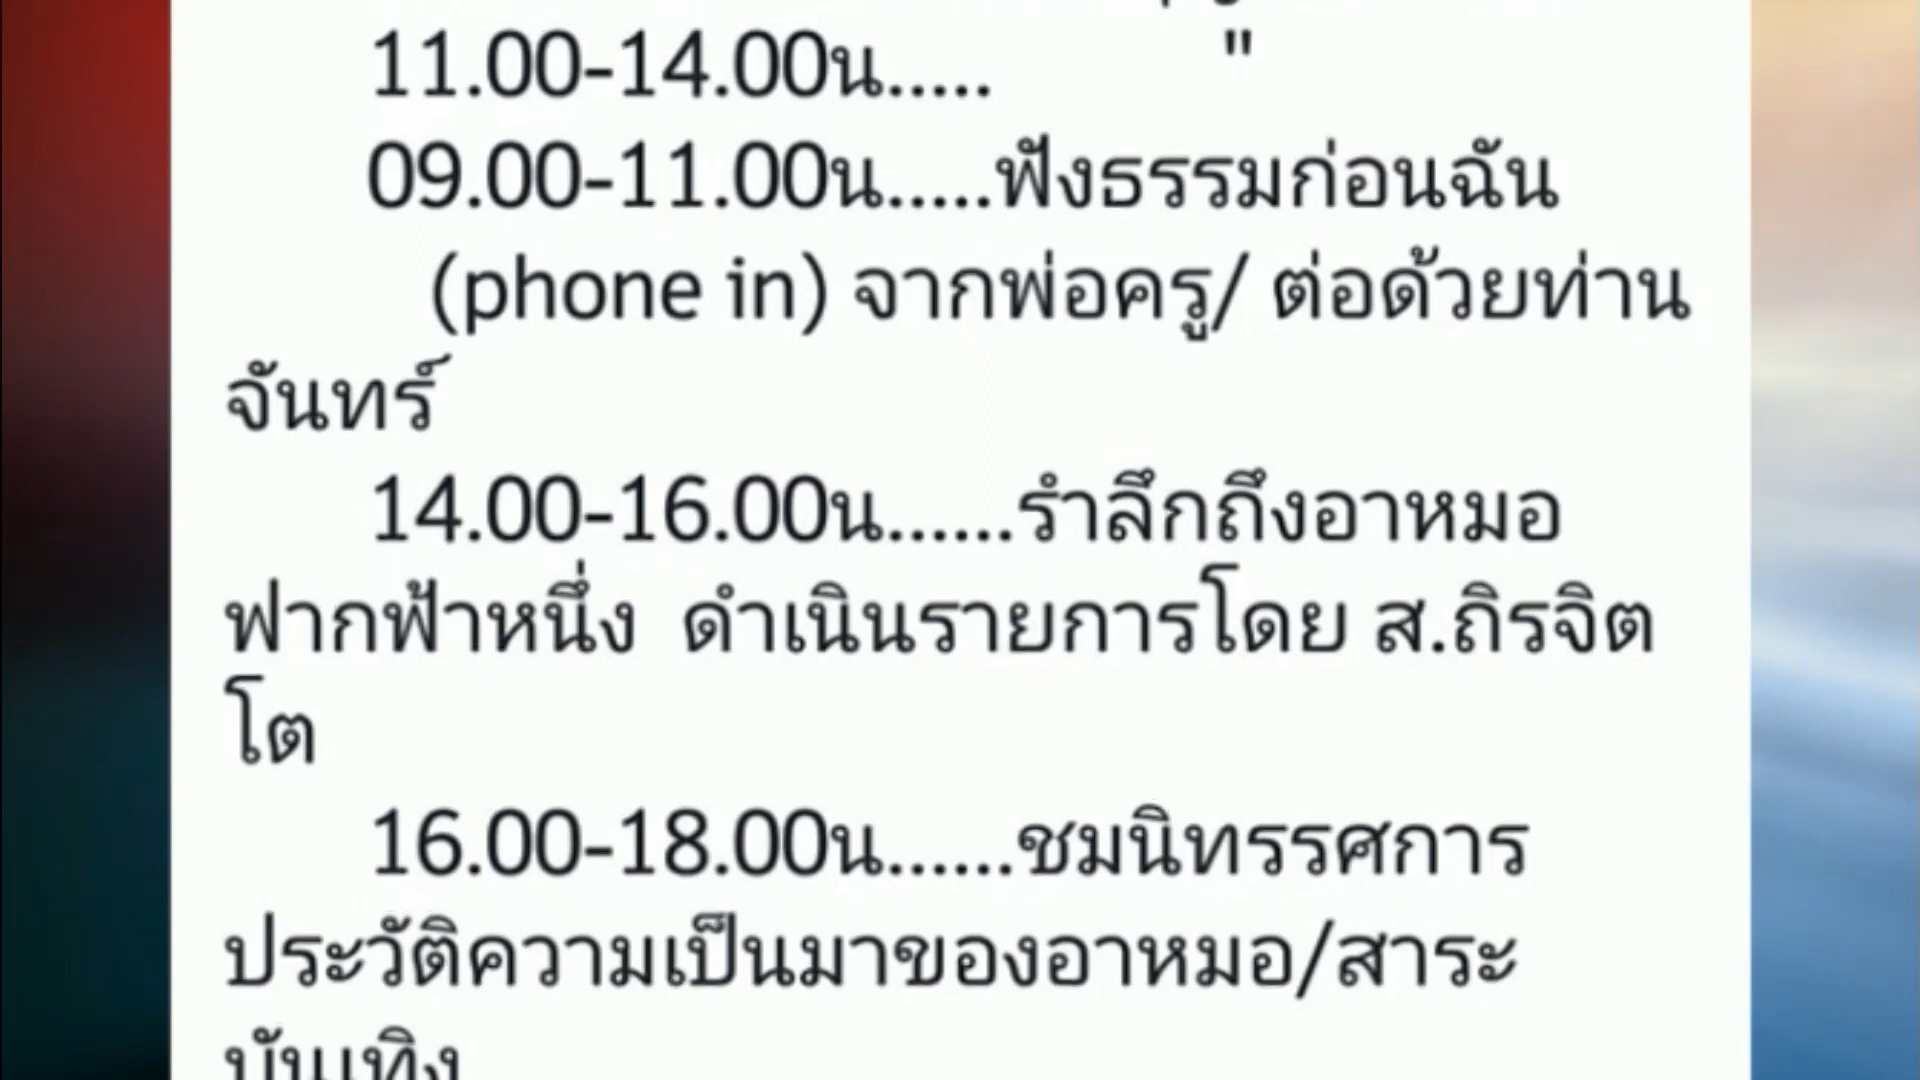 11.00-14.00น..... "
09.00-11.00น.....ฟังธรรมก่อนฉัน
(phone in) จากพ่อครู/ ต่อด้วยท่าน
จันทร์
14.00-16.00น......รำลึกถึงอาหมอ
ฟากฟ้าหนึ่ง ดำเนินรายการโดย ส.ถิรจิต
โต
16.00-18.00น......ชมนิทรรศการ
ประวัติความเป็นมาของอาหมอ/สาระ
บันเทิง